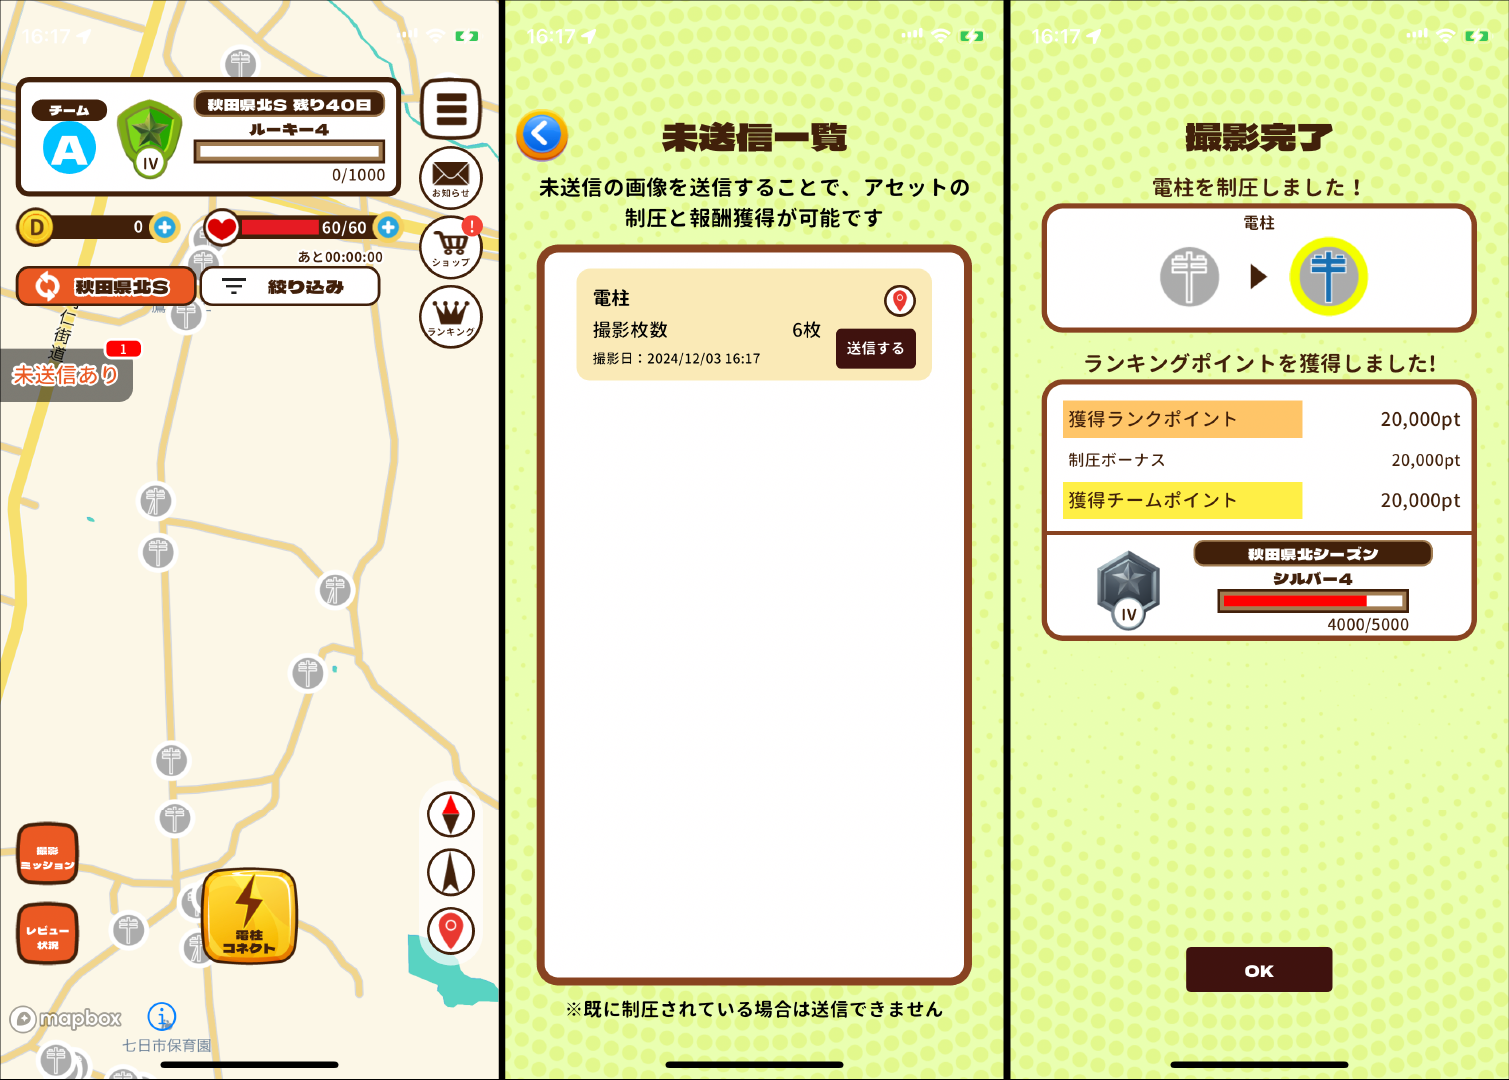 16:17
チーム
A
IV
秋田県北S 残り40日
ルーキー4
0/1000
お知らせ
D
0
60/60
あと00:00:00
!
ショップ
秋田県北S
絞り込み
ランキング
仁街道
1
未送信あり
撮影
ミッション
レビュー
状況
電柱
コネクト
mapbox
七日市保育園
16:17
未送信一覧
未送信の画像を送信することで、アセットの
制圧と報酬獲得が可能です
電柱
撮影枚数 6枚
撮影日：2024/12/03 16:17
送信する
※既に制圧されている場合は送信できません
16:17
撮影完了
電柱を制圧しました！
電柱
ランキングポイントを獲得しました!
獲得ランクポイント 20,000pt
制圧ボーナス 20,000pt
獲得チームポイント 20,000pt
秋田県北シーズン
シルバー4
IV
4000/5000
OK